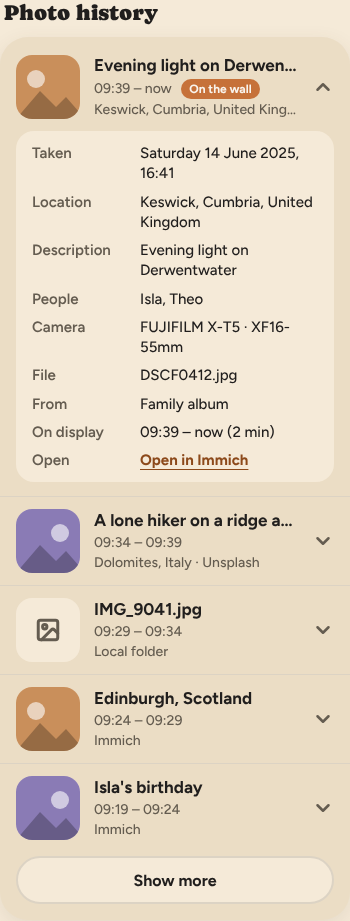 Photo history
Evening light on Derwen...
09:39 – now On the wall
Keswick, Cumbria, United King...
Taken Saturday 14 June 2025,
16:41
Location Keswick, Cumbria, United
Kingdom
Description Evening light on
Derwentwater
People Isla, Theo
Camera FUJIFILM X-T5 · XF16-
55mm
File DSCF0412.jpg
From Family album
On display 09:39 – now (2 min)
Open Open in Immich
A lone hiker on a ridge a...
09:34 – 09:39
Dolomites, Italy · Unsplash
IMG_9041.jpg
09:29 – 09:34
Local folder
Edinburgh, Scotland
09:24 – 09:29
Immich
Isla's birthday
09:19 – 09:24
Immich
Show more